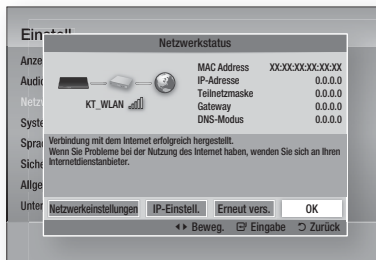 Einstell
Netzwerkstatus
Anze
Audio
Netz
Syste
Spra
Siche
Allge
Unter
KT_WLAN
MAC Address XX:XX:XX:XX:XX:XX
IP-Adresse 0.0.0.0
Teilnetzmaske 0.0.0.0
Gateway 0.0.0.0
DNS-Modus 0.0.0.0
Verbindung mit dem Internet erfolgreich hergestellt.
Wenn Sie Probleme bei der Nutzung des Internet haben, wenden Sie sich an Ihren
Internetdienstanbieter.
Netzwerkeinstellungen IP-Einstell. Erneut vers. OK
Beweg. Eingabe Zurück